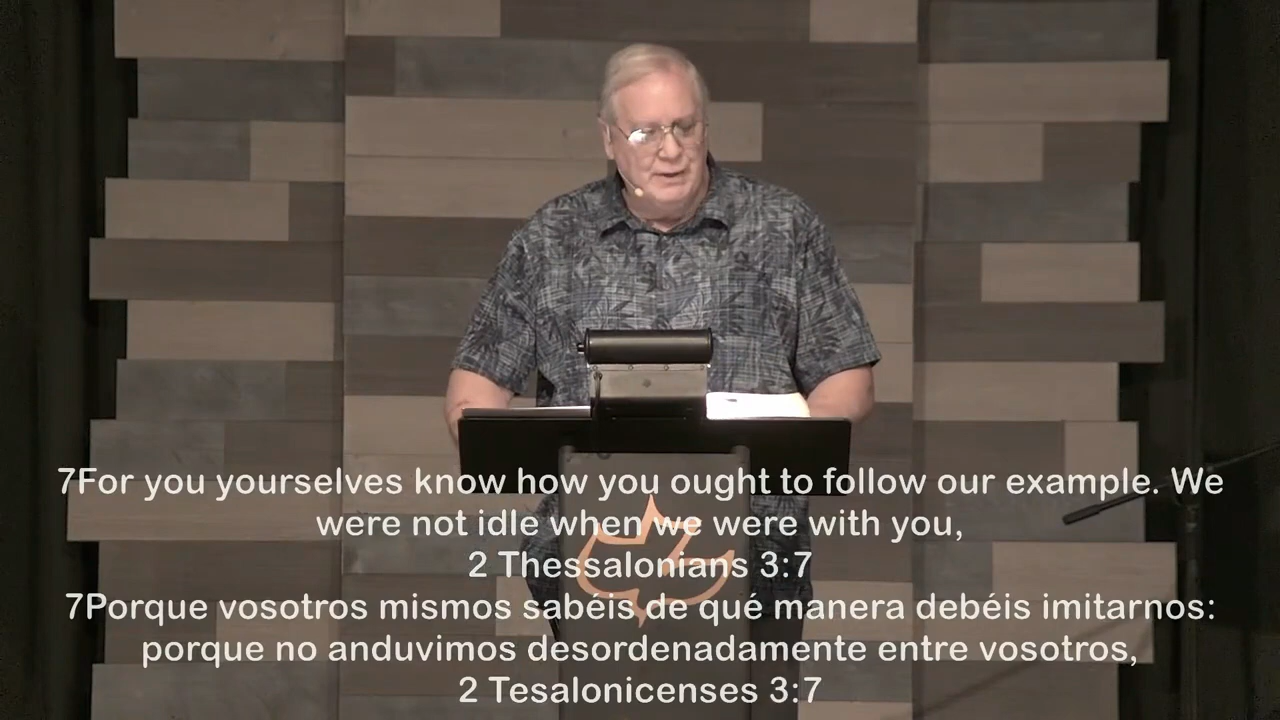 7For you yourselves know how you ought to follow our example. We
were not idle when we were with you,
2 Thessalonians 3:7
7Porque vosotros mismos sabéis de qué manera debéis imitarnos:
porque no anduvimos desordenadamente entre vosotros,
2 Tesalonicenses 3:7